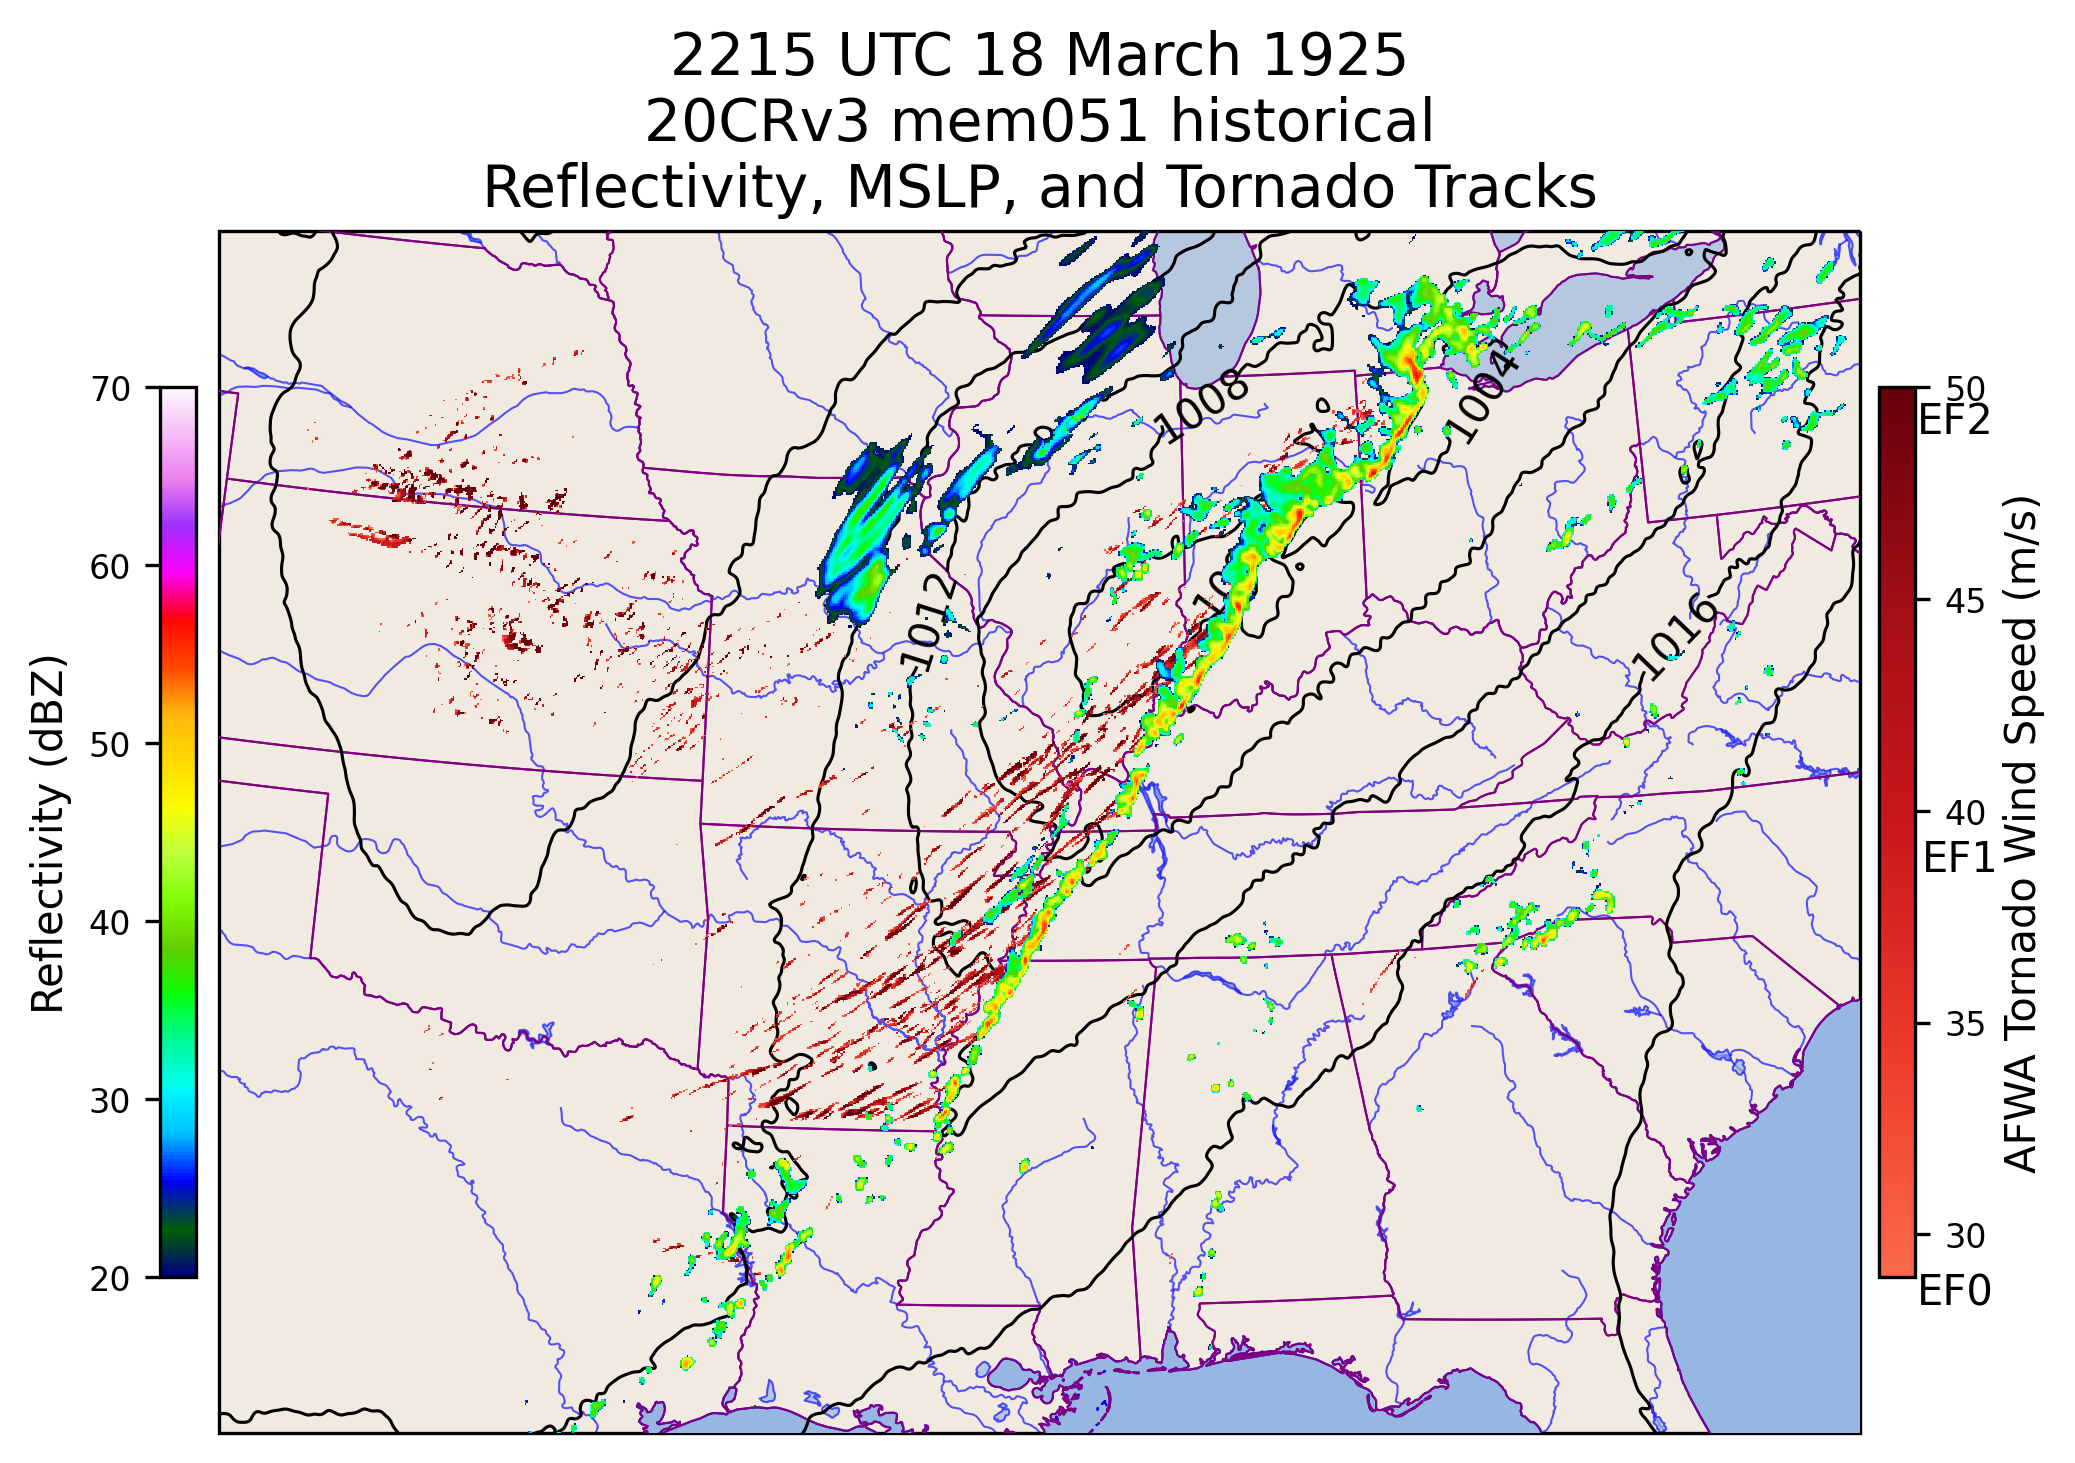 2215 UTC 18 March 1925
20CRv3 mem051 historical
Reflectivity, MSLP, and Tornado Tracks
70
60
50
40
30
20
Reflectivity (dBZ)
1008
1004
1012
1016
50
EF2
45
40
EF1
35
30
EF0
AFWA Tornado Wind Speed (m/s)